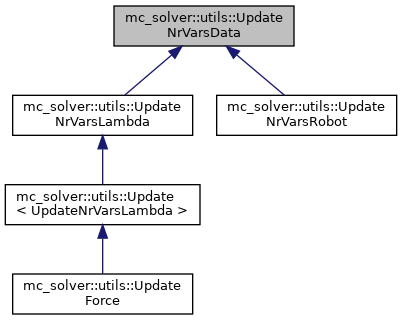 mc_solver::utils::Update
NrVarsData
mc_solver::utils::Update
NrVarsLambda
mc_solver::utils::Update
NrVarsRobot
mc_solver::utils::Update
< UpdateNrVarsLambda >
mc_solver::utils::Update
Force